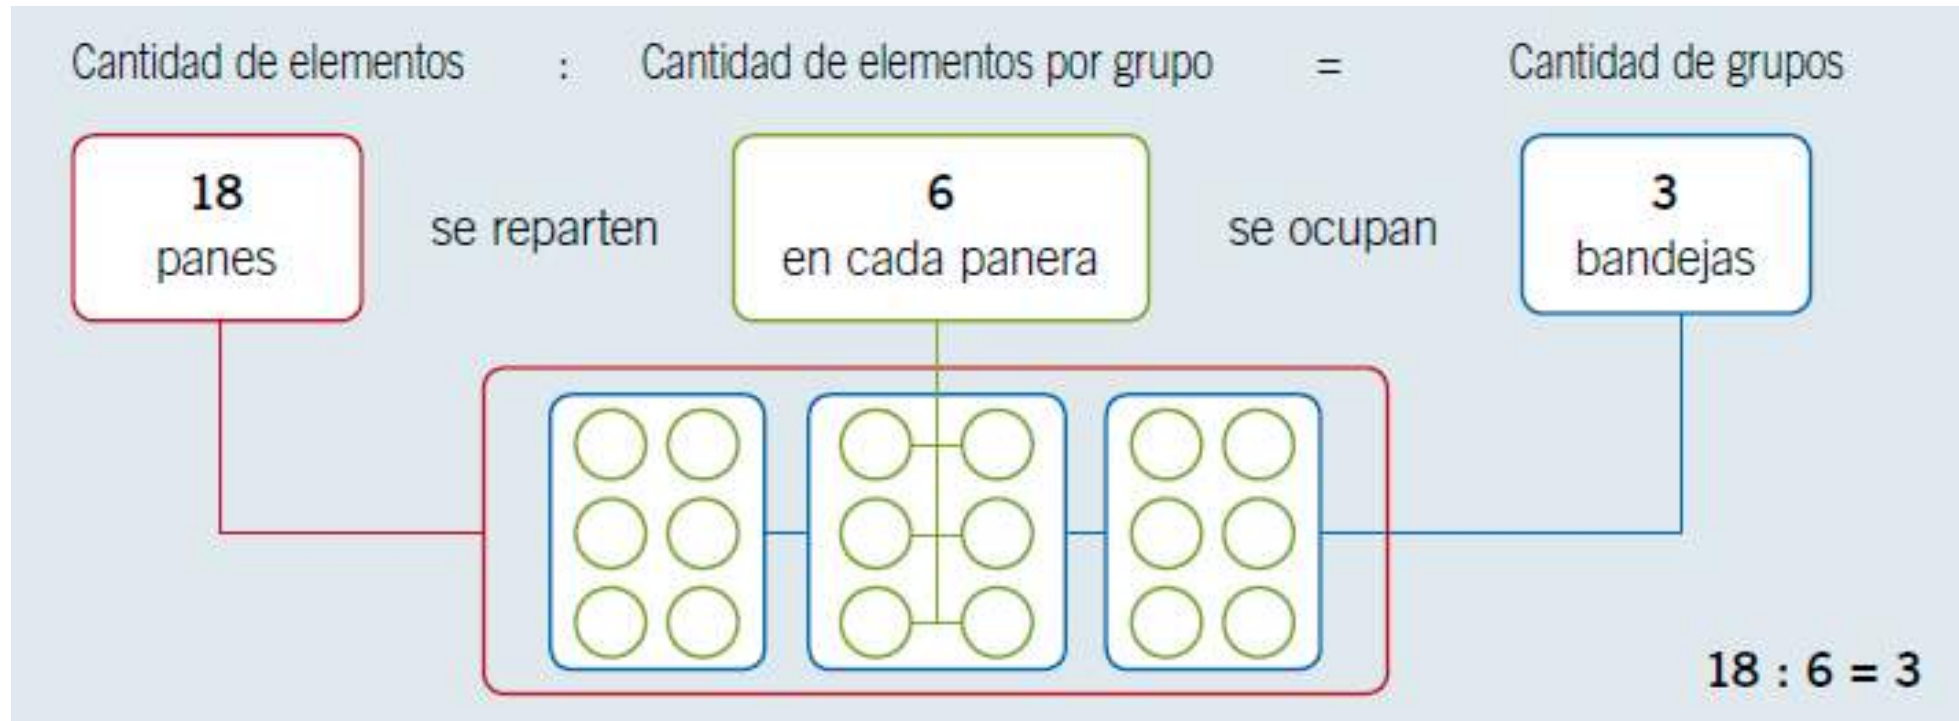 Cantidad de elementos : Cantidad de elementos por grupo = Cantidad de grupos
18 panes
se reparten
6 en cada panera
se ocupan
3 bandejas
18 : 6 = 3